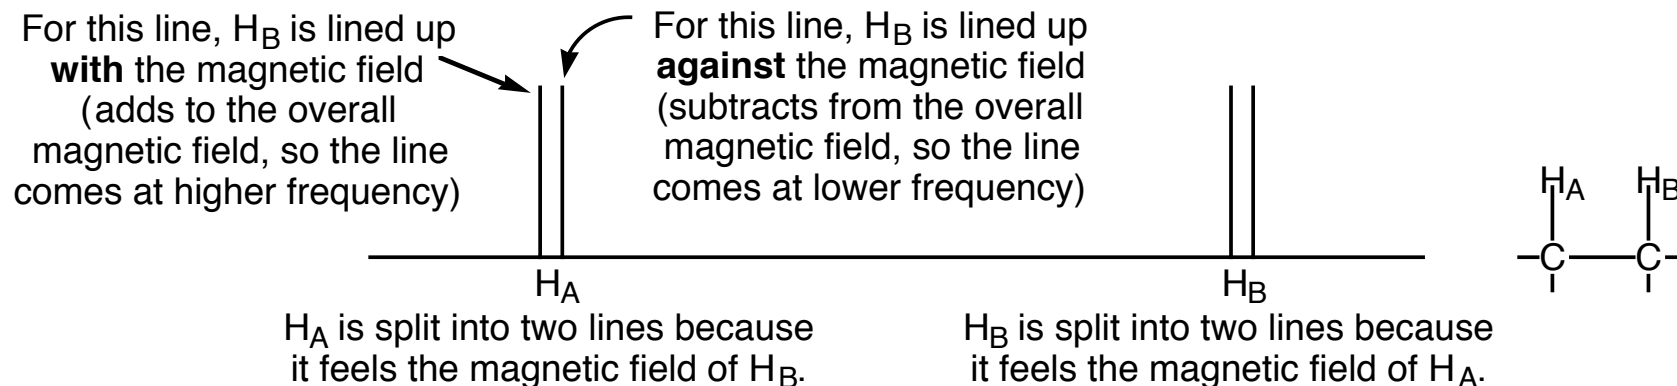 For this line, H_B is lined up
with the magnetic field
(adds to the overall
magnetic field, so the line
comes at higher frequency)
For this line, H_B is lined up
against the magnetic field
(subtracts from the overall
magnetic field, so the line
comes at lower frequency)
H_A
H_A is split into two lines because
it feels the magnetic field of H_B.
H_B
H_B is split into two lines because
it feels the magnetic field of H_A.
H_A H_B
C C